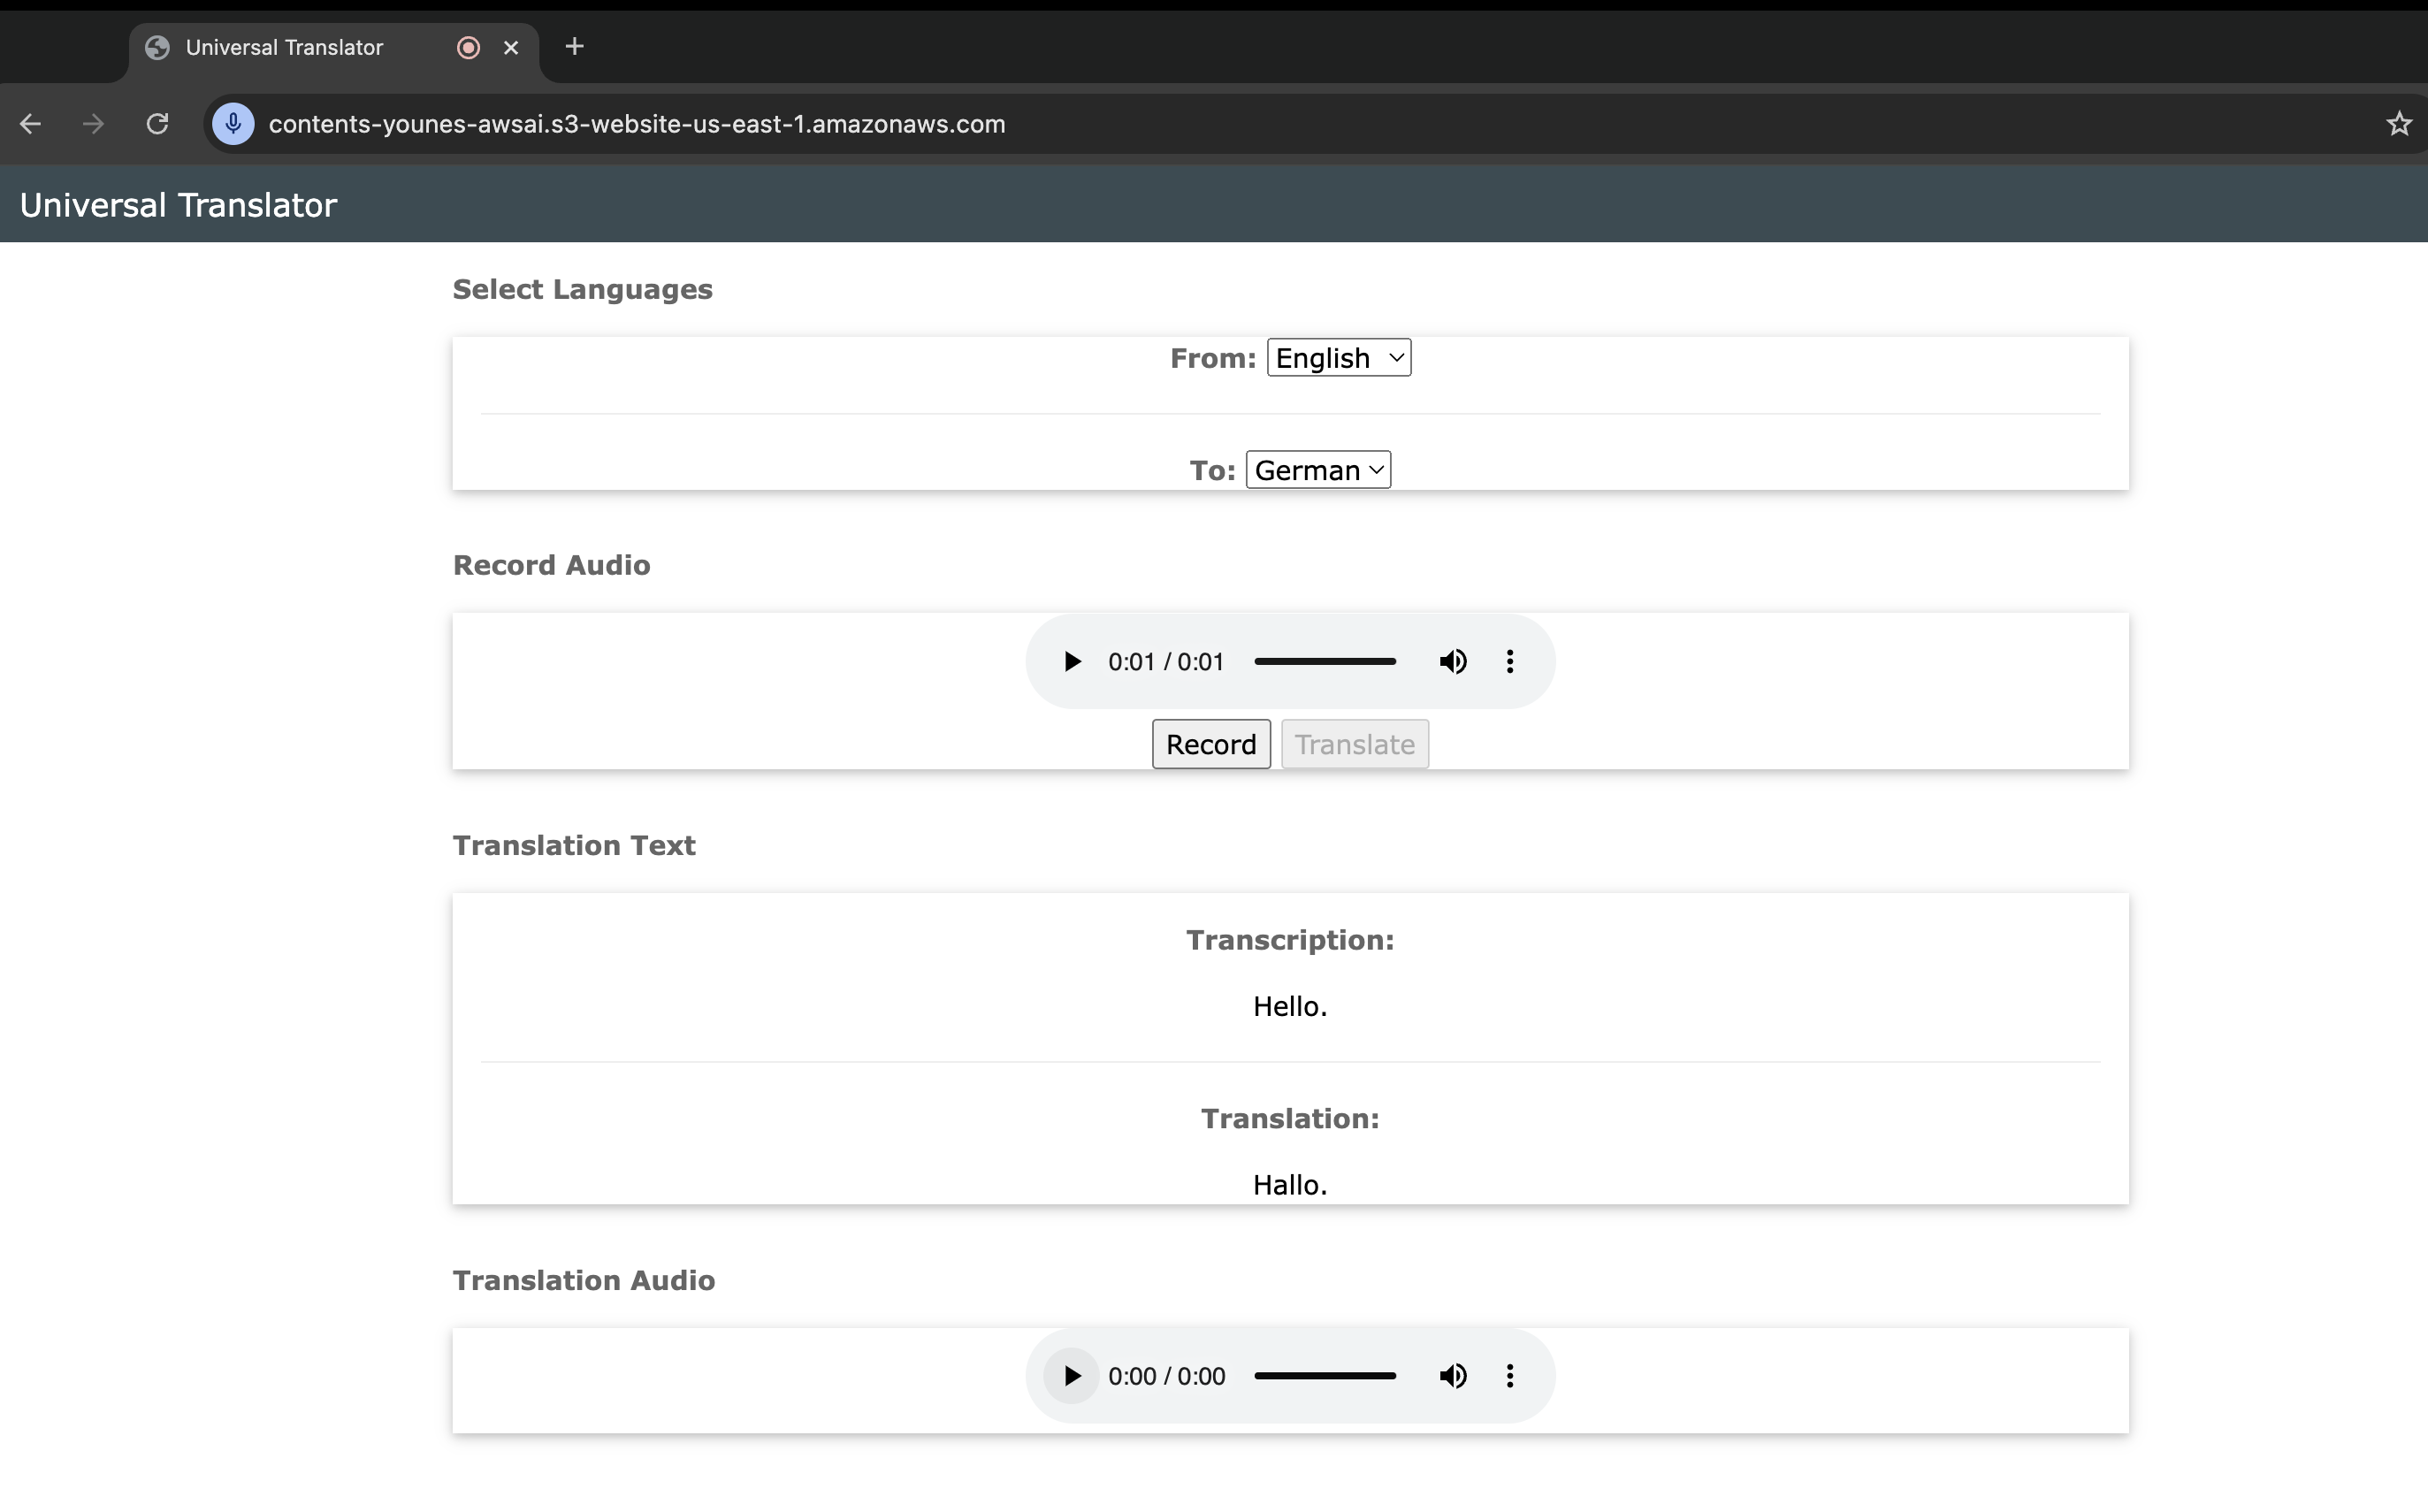 Universal Translator
contents-younes-awsai.s3-website-us-east-1.amazonaws.com
Universal Translator
Select Languages
From: English
To: German
Record Audio
0:01 / 0:01
Record Translate
Translation Text
Transcription:
Hello.
Translation:
Hallo.
Translation Audio
0:00 / 0:00